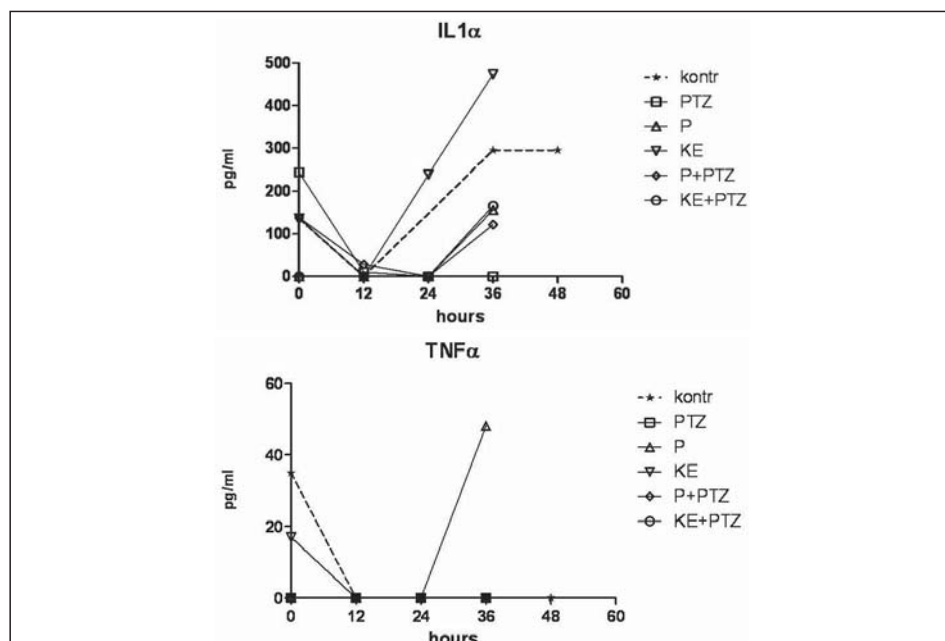 IL1α
500
400
300
200
100
0
pg/ml
0 12 24 36 48 60
hours
kontr
PTZ
P
KE
P+PTZ
KE+PTZ
TNFα
60
40
20
0
pg/ml
0 12 24 36 48 60
hours
kontr
PTZ
P
KE
P+PTZ
KE+PTZ